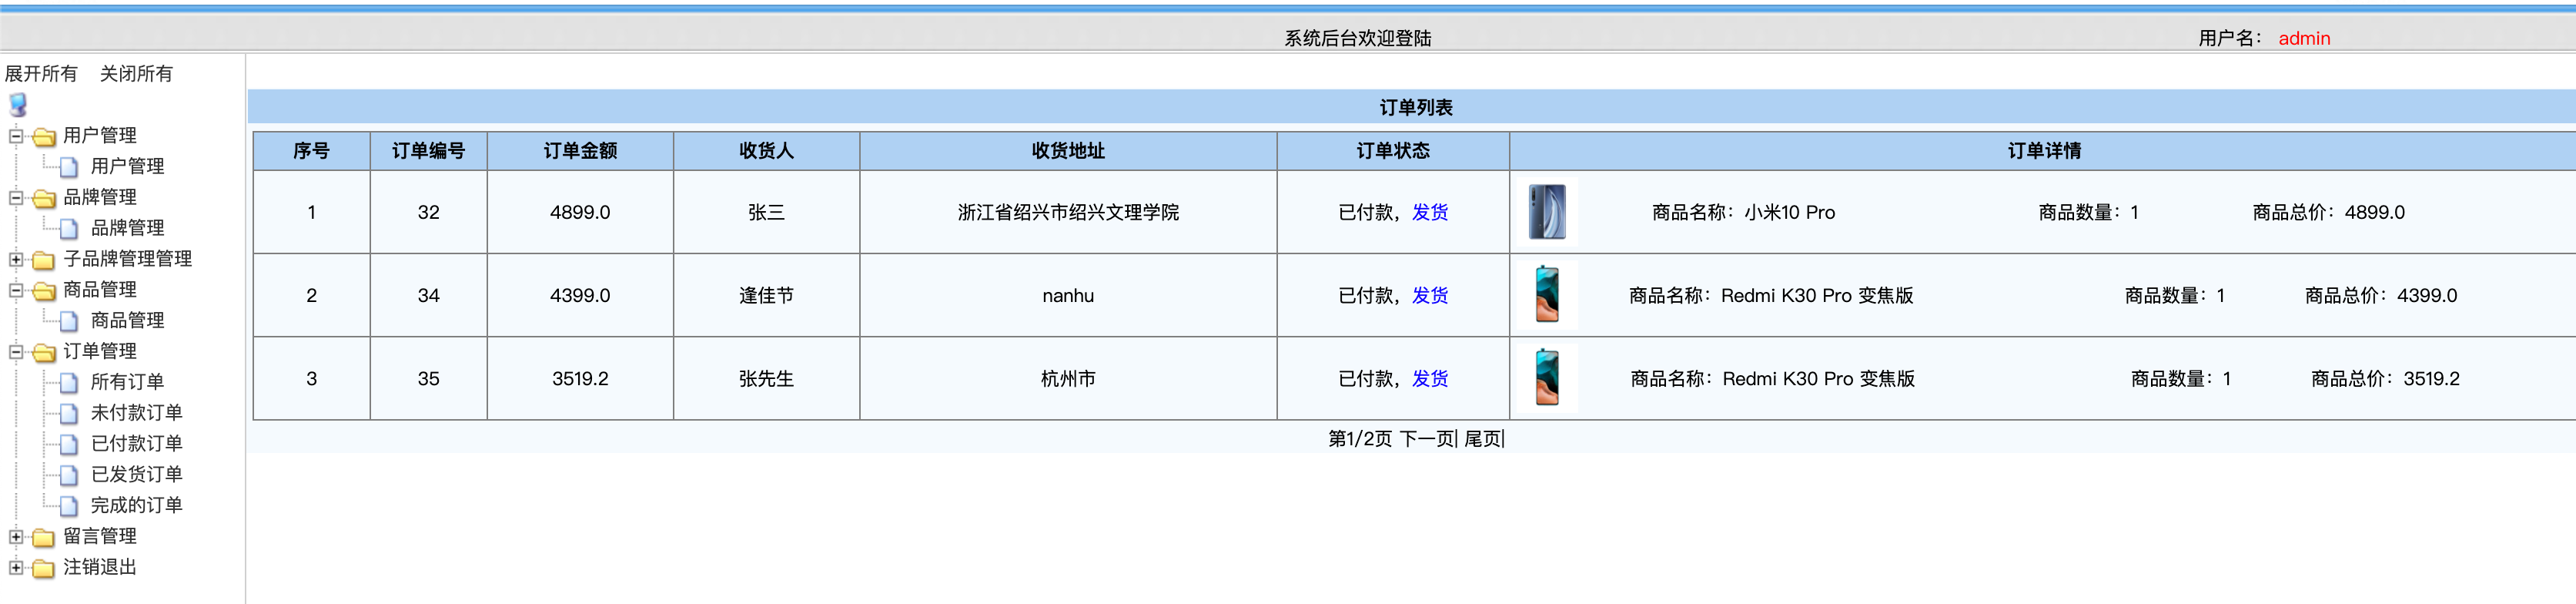 系统后台欢迎登陆 用户名： admin
展开所有 关闭所有
用户管理
用户管理
品牌管理
品牌管理
子品牌管理管理
商品管理
商品管理
订单管理
所有订单
未付款订单
已付款订单
已发货订单
完成的订单
留言管理
注销退出
订单列表
序号 订单编号 订单金额 收货人 收货地址 订单状态 订单详情
1 32 4899.0 张三 浙江省绍兴市绍兴文理学院 已付款，发货 商品名称：小米10 Pro 商品数量：1 商品总价：4899.0
2 34 4399.0 逄佳节 nanhu 已付款，发货 商品名称：Redmi K30 Pro 变焦版 商品数量：1 商品总价：4399.0
3 35 3519.2 张先生 杭州市 已付款，发货 商品名称：Redmi K30 Pro 变焦版 商品数量：1 商品总价：3519.2
第1/2页 下一页| 尾页|